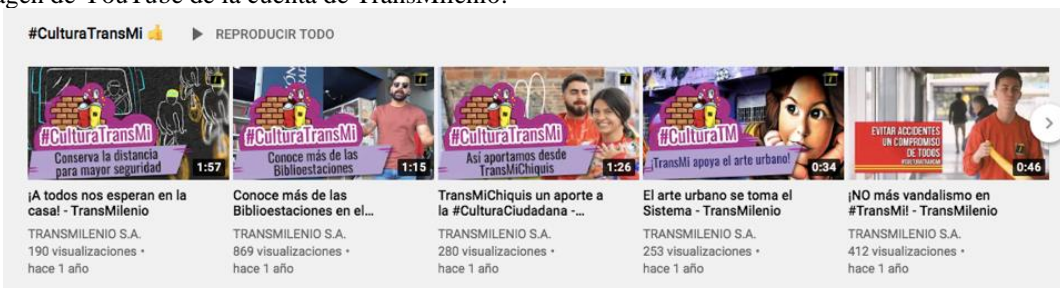 #CulturaTransMi 👍 ▶ REPRODUCIR TODO
#CulturaTransMi
Conserva la distancia
para mayor seguridad
1:57
¡A todos nos esperan en la
casa! - TransMilenio
TRANSMILENIO S.A.
190 visualizaciones •
hace 1 año
#CulturaTransMi
Conoce más de las
Biblioestaciones
1:15
Conoce más de las
Biblioestaciones en el...
TRANSMILENIO S.A.
869 visualizaciones •
hace 1 año
#CulturaTransMi
Así aportamos desde
TransMiChiquis
1:26
TransMiChiquis un aporte a
la #CulturaCiudadana -...
TRANSMILENIO S.A.
280 visualizaciones •
hace 1 año
#CulturaTM
¡TransMi apoya el arte urbano!
0:34
El arte urbano se toma el
Sistema - TransMilenio
TRANSMILENIO S.A.
253 visualizaciones •
hace 1 año
EVITAR ACCIDENTES
UN COMPROMISO
DE TODOS
0:46
¡NO más vandalismo en
#TransMi! - TransMilenio
TRANSMILENIO S.A.
412 visualizaciones •
hace 1 año